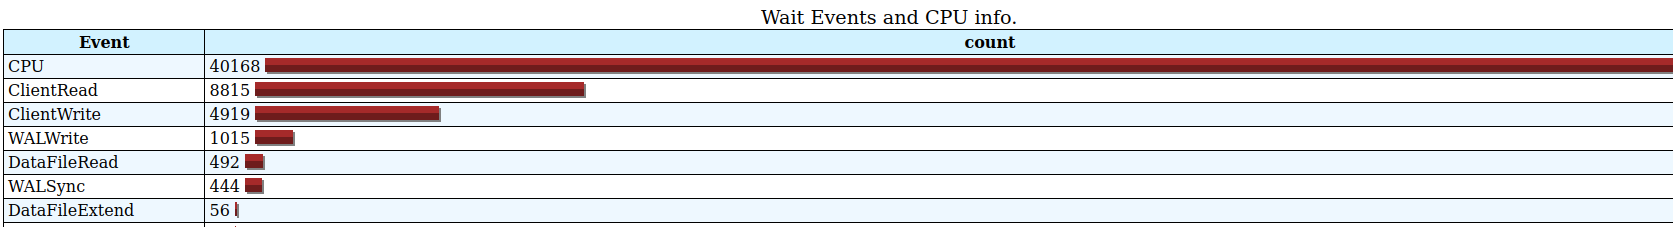 Wait Events and CPU info.
Event count
CPU 40168
ClientRead 8815
ClientWrite 4919
WALWrite 1015
DataFileRead 492
WALSync 444
DataFileExtend 56